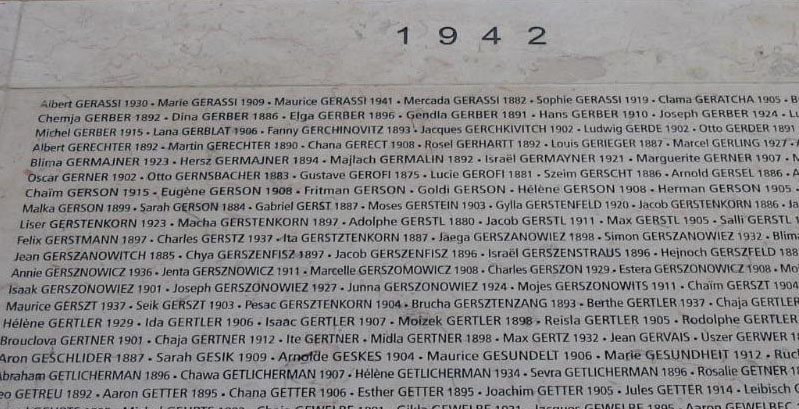 1942
Albert GERASSI 1930 • Marie GERASSI 1909 • Maurice GERASSI 1941 • Mercada GERASSI 1882 • Sophie GERASSI 1919 • Clama GERATCHA 1905 •
Chemja GERBER 1892 • Dina GERBER 1886 • Elga GERBER 1896 • Gendla GERBER 1891 • Hans GERBER 1910 • Joseph GERBER 1924 •
Michel GERBER 1915 • Lana GERBLAT 1906 • Fanny GERCHINOVITZ 1893 • Jacques GERCHKIVITCH 1902 • Ludwig GERDE 1902 • Otto GERDER 1891
Albert GERECHTER 1892 • Martin GERECHTER 1890 • Chana GERECT 1908 • Rosel GERHARTT 1892 • Louis GERIEGER 1887 • Marcel GERLING 1927 •
Blima GERMAJNER 1923 • Hersz GERMAJNER 1894 • Majlach GERMALIN 1892 • Israël GERMAYNER 1921 • Marguerite GERNER 1907 •
Oscar GERNER 1902 • Otto GERNSBACHER 1883 • Gustave GEROFI 1875 • Lucie GEROFI 1881 • Szeim GERSCHT 1886 • Arnold GERSEL 1886 •
Chaïm GERSON 1915 • Eugène GERSON 1908 • Fritman GERSON • Goldi GERSON • Hélène GERSON 1908 • Herman GERSON 1905 •
Malka GERSON 1899 • Sarah GERSON 1884 • Gabriel GERST 1887 • Moses GERSTEIN 1903 • Gylla GERSTENFELD 1920 • Jacob GERSTENKORN 1886 •
Liser GERSTENKORN 1923 • Macha GERSTENKORN 1897 • Adolphe GERSTL 1880 • Jacob GERSTL 1911 • Max GERSTL 1905 • Salli GERSTL
Felix GERSTMANN 1897 • Charles GERSTZ 1937 • Ita GERSTZTENKORN 1887 • Jaega GERSZANOWIEZ 1898 • Simon GERSZANOWIEZ 1932 •
Jean GERSZANOWITCH 1885 • Chya GERSZENFISZ 1897 • Jacob GERSZENFISZ 1896 • Israël GERSZENSTRAUS 1896 • Hejnoch GERSZFELD
Annie GERSZNOWICZ 1936 • Jenta GERSZNOWICZ 1911 • Marcelle GERSZOMOWICZ 1908 • Charles GERSZON 1929 • Estera GERSZONOWICZ 1908 •
Isaak GERSZONOWIEZ 1901 • Joseph GERSZONOWIEZ 1927 • Junna GERSZONOWIEZ 1924 • Mojes GERSZONOWITS 1911 • Chaïm GERSZT 1904
Maurice GERSZT 1937 • Seik GERSZT 1903 • Pesac GERSZTENKORN 1904 • Brucha GERSZTENZANG 1893 • Berthe GERTLER 1937 • Chaja GERTLER
Hélène GERTLER 1929 • Ida GERTLER 1906 • Isaac GERTLER 1907 • Moizek GERTLER 1898 • Reisla GERTLER 1905 • Rodolphe GERTLER
Brouclova GERTNER 1901 • Chaja GERTNER 1912 • Ite GERTNER • Midla GERTNER 1898 • Max GERTZ 1932 • Jean GERVAIS • Uszer GERWER
Aron GESCHLIDER 1887 • Sarah GESIK 1909 • Arnolde GESKES 1904 • Maurice GESUNDELT 1906 • Marie GESUNDHEIT 1912 •
Abraham GETLICHERMAN 1896 • Chawa GETLICHERMAN 1907 • Hélène GETLICHERMAN 1934 • Sevra GETLICHERMAN 1896 • Rosalie GETNER
GETREU 1892 • Aaron GETTER 1895 • Chana GETTER 1906 • Esther GETTER 1895 • Joachim GETTER 1905 • Jules GETTER 1914 • Leibisch